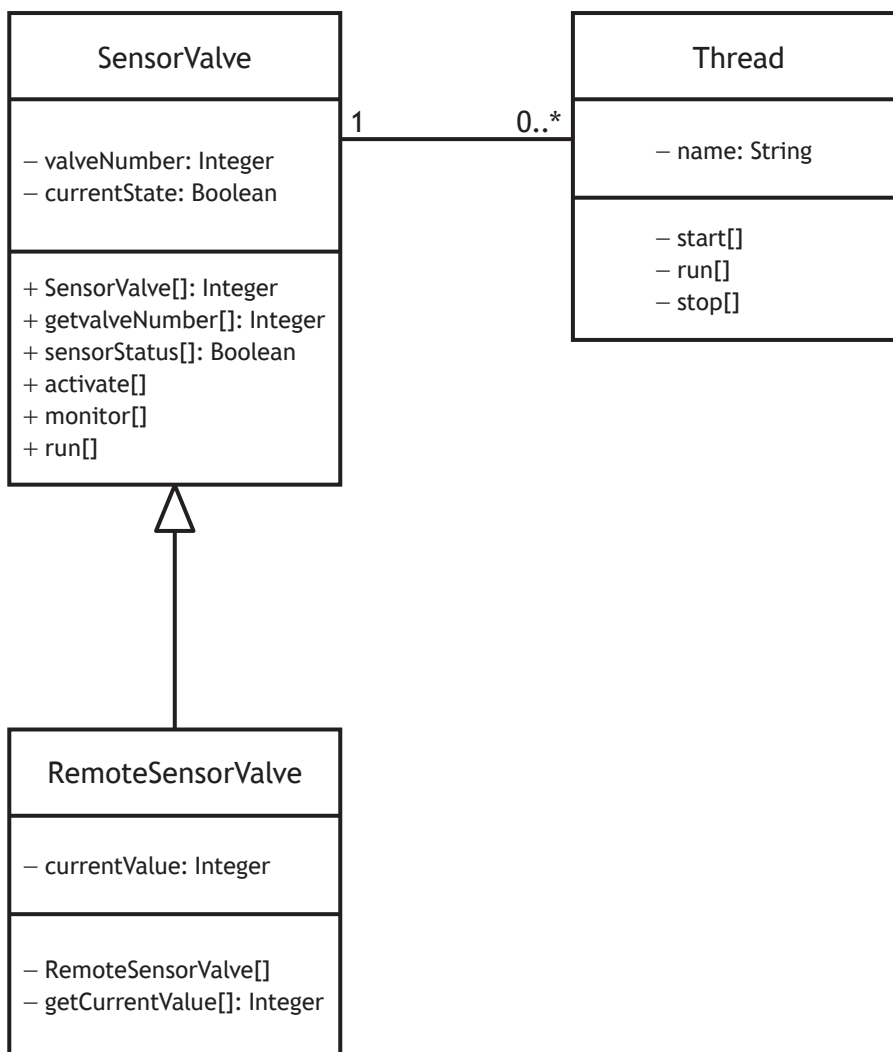 SensorValve
– valveNumber: Integer
– currentState: Boolean
+ SensorValve[]: Integer
+ getvalveNumber[]: Integer
+ sensorStatus[]: Boolean
+ activate[]
+ monitor[]
+ run[]
1
0..*
Thread
– name: String
– start[]
– run[]
– stop[]
RemoteSensorValve
– currentValue: Integer
– RemoteSensorValve[]
– getCurrentValue[]: Integer